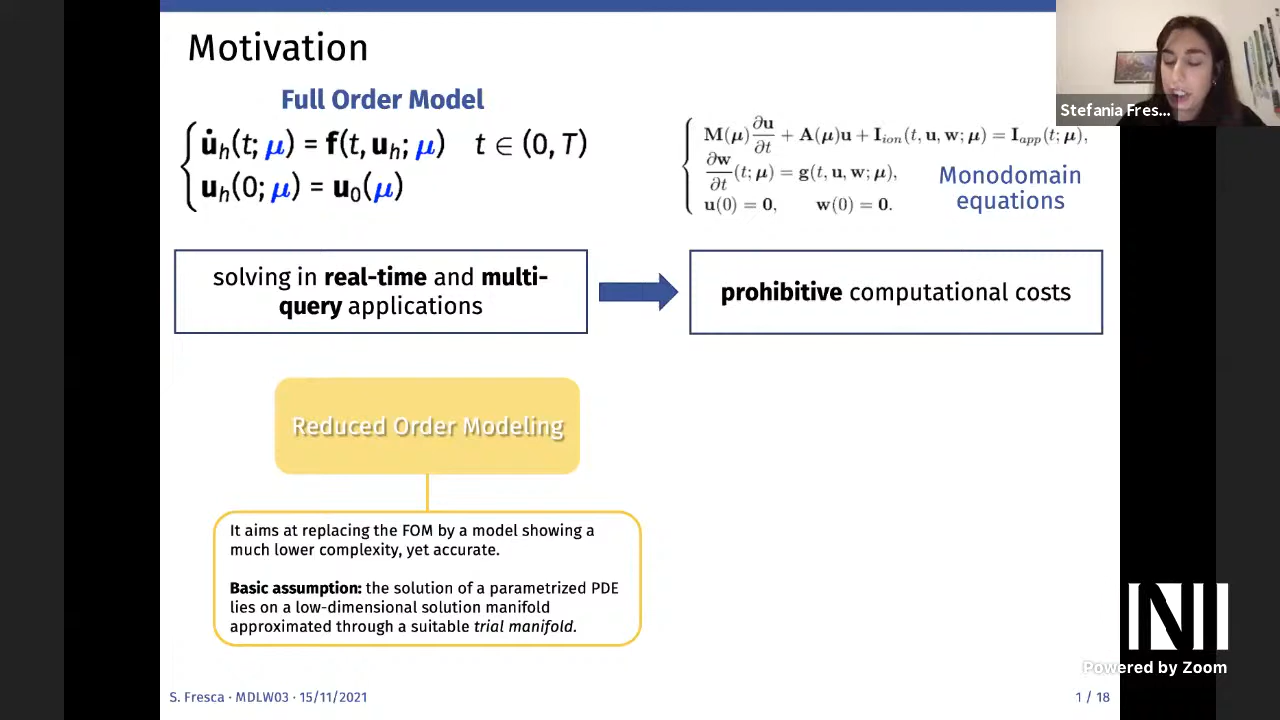 Motivation
Stefania Fres...
Full Order Model
u̇ₕ(t; μ) = f(t, uₕ; μ) t ∈ (0, T)
uₕ(0; μ) = u₀(μ)
M(μ)∂u/∂t + A(μ)u + I_ion(t, u, w; μ) = I_app(t; μ),
∂w/∂t(t; μ) = g(t, u, w; μ),
u(0) = 0, w(0) = 0.
Monodomain
equations
solving in real-time and multi-
query applications
prohibitive computational costs
Reduced Order Modeling
It aims at replacing the FOM by a model showing a
much lower complexity, yet accurate.
Basic assumption: the solution of a parametrized PDE
lies on a low-dimensional solution manifold
approximated through a suitable trial manifold.
Powered by Zoom
S. Fresca · MDLW03 · 15/11/2021
1 / 18